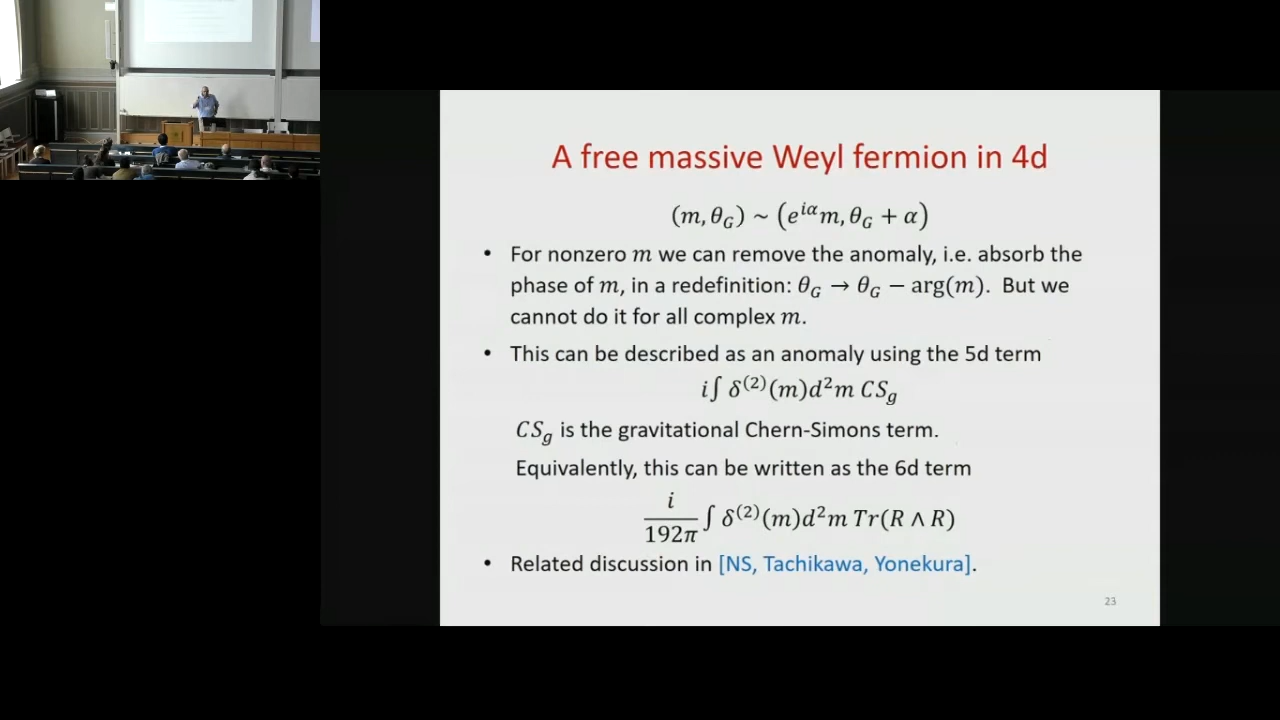 A free massive Weyl fermion in 4d
(m, θ_G) ~ (e^{iα}m, θ_G + α)
• For nonzero m we can remove the anomaly, i.e. absorb the
phase of m, in a redefinition: θ_G → θ_G − arg(m). But we
cannot do it for all complex m.
• This can be described as an anomaly using the 5d term
i∫ δ^{(2)}(m)d²m CS_g
CS_g is the gravitational Chern-Simons term.
Equivalently, this can be written as the 6d term
i/192π ∫ δ^{(2)}(m)d²m Tr(R ∧ R)
• Related discussion in [NS, Tachikawa, Yonekura].
23